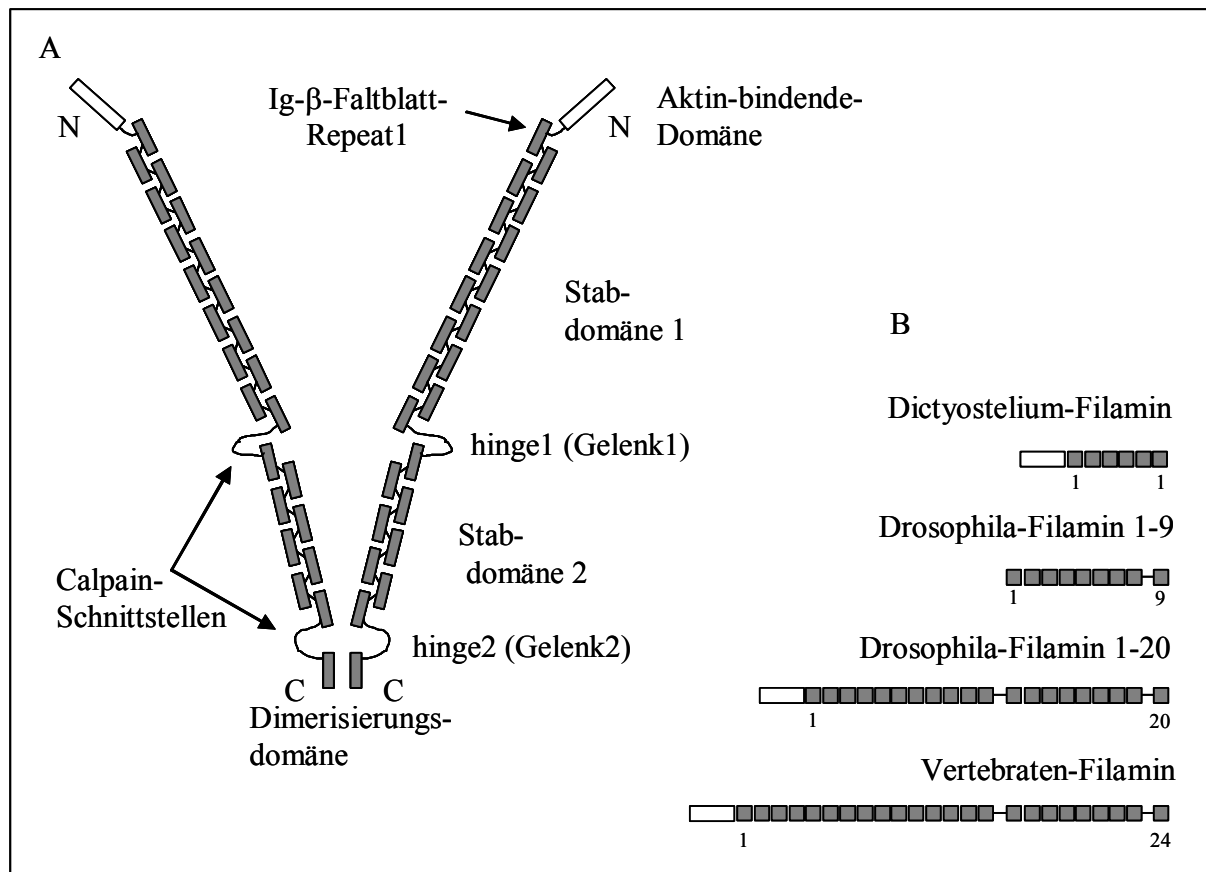 A
Ig-β-Faltblatt-
Repeat1
N
N
Aktin-bindende-
Domäne
Stab-
domäne 1
hinge1 (Gelenk1)
Stab-
domäne 2
Calpain-
Schnittstellen
hinge2 (Gelenk2)
C
C
Dimerisierungs-
domäne
B
Dictyostelium-Filamin
1 1
Drosophila-Filamin 1-9
1 9
Drosophila-Filamin 1-20
1 20
Vertebraten-Filamin
1 24